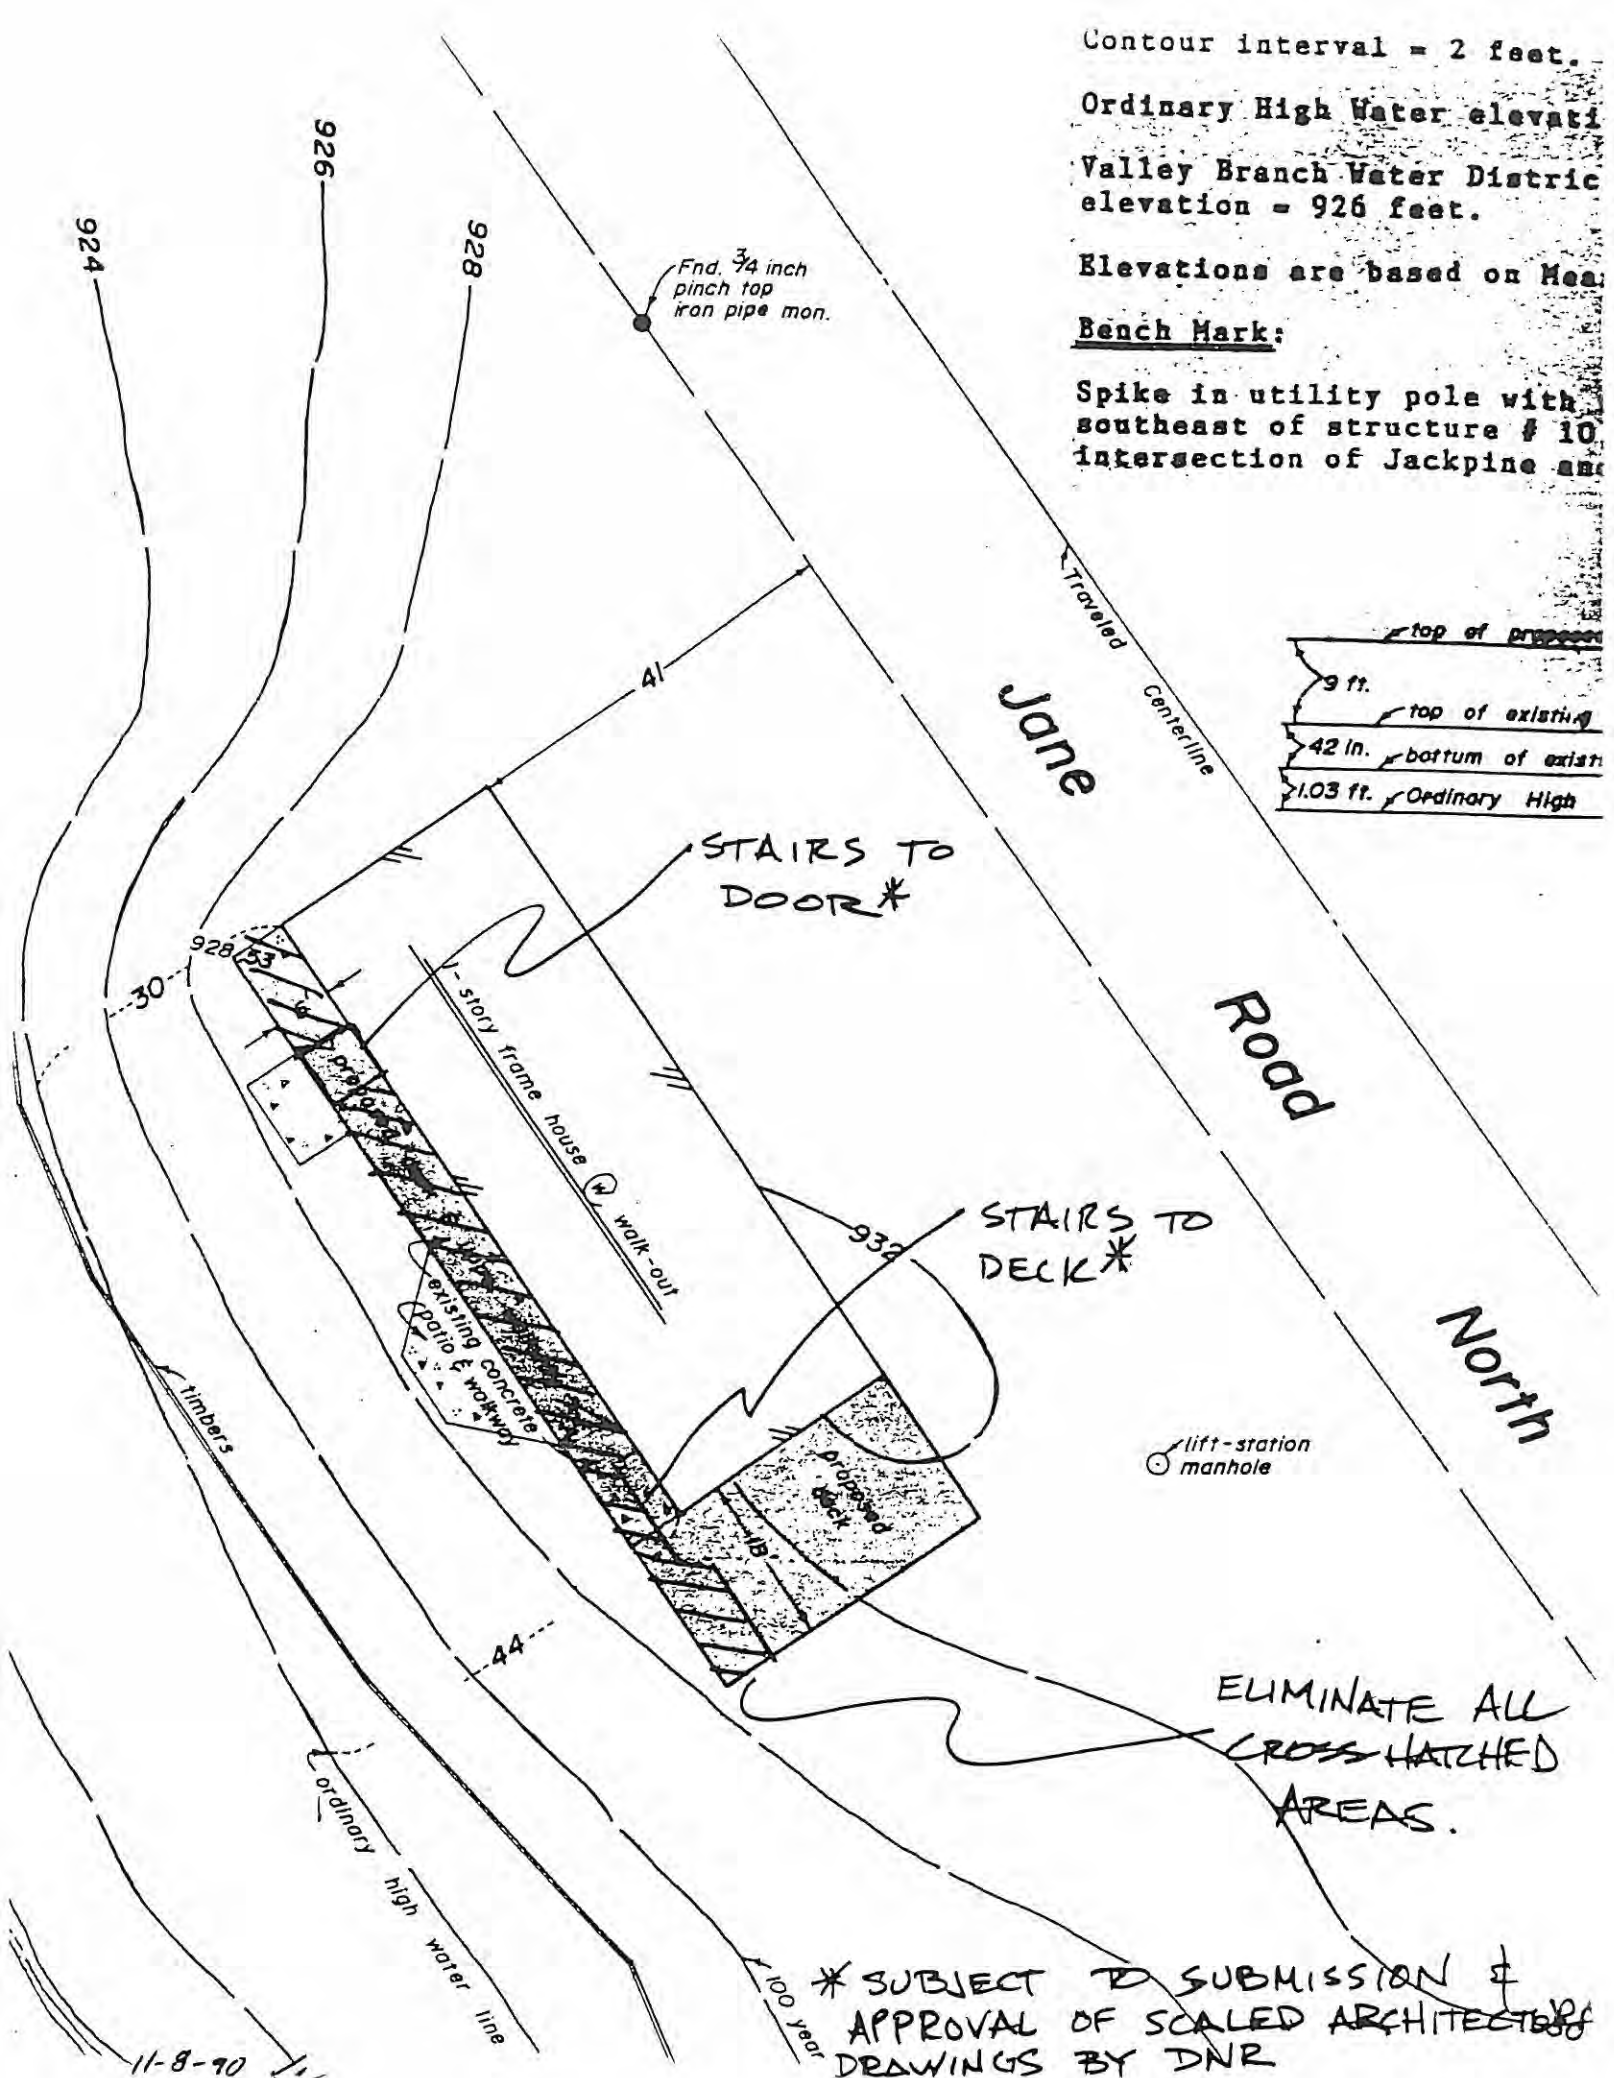 Contour interval = 2 feet.
Ordinary High Water elevati
Valley Branch Water Distric
elevation = 926 feet.
Elevations are based on Mea
Bench Mark:
Spike in utility pole with
southeast of structure # 10
intersection of Jackpine an
924
926
928
Fnd. 3/4 inch
pinch top
iron pipe mon.
Traveled Centerline
top of
9 ft.
top of existing
42 in. bottum of exist
1.03 ft. Ordinary High
41
Jane Road North
STAIRS TO
DOOR*
928.53
30
6'
1-story frame house W walk-out
STAIRS TO
DECK*
932
existing concrete
patio & walkway
timbers
lift-station
manhole
proposed
deck
18'
44
ELIMINATE ALL
CROSS HATCHED
AREAS.
ordinary high water line
100 year
* SUBJECT TO SUBMISSION &
APPROVAL OF SCALED
DRAWINGS BY DNR
11-8-90